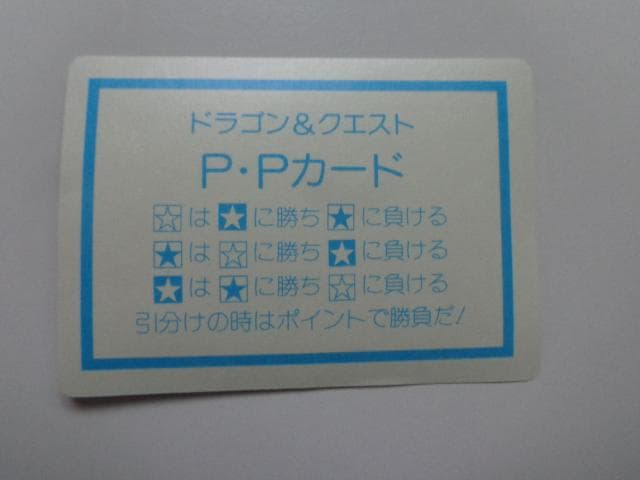 ドラゴン&クエスト
P・Pカード
☆は★に勝ち★に負ける
★は☆に勝ち★に負ける
★は★に勝ち☆に負ける
引分けの時はポイントで勝負だ!